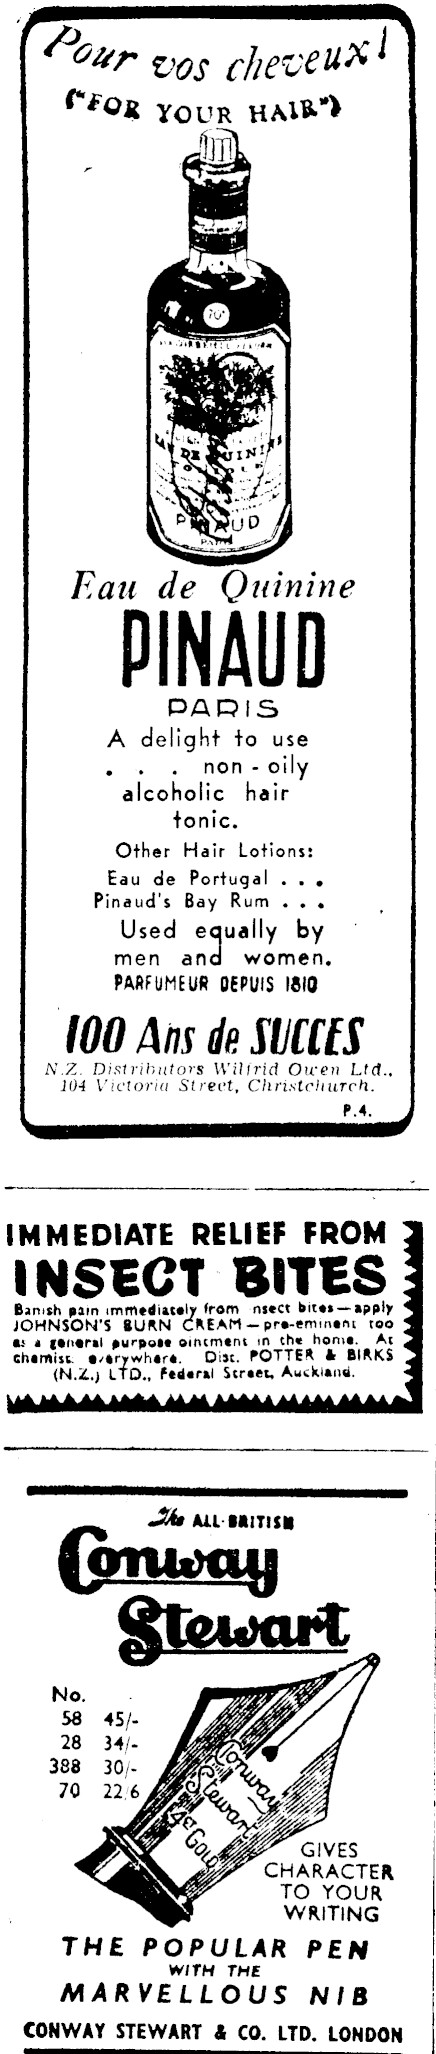 Pour vos cheveux!
("FOR YOUR HAIR")
70°
EAU DE QUININE
PINAUD
PARIS
Eau de Quinine
PINAUD
PARIS
A delight to use
. . . non-oily
alcoholic hair
tonic.
Other Hair Lotions:
Eau de Portugal . . .
Pinaud's Bay Rum . . .
Used equally by
men and women.
PARFUMEUR DEPUIS 1810
100 Ans de SUCCES
N.Z. Distributors Wilfrid Owen Ltd.,
104 Victoria Street, Christchurch.
P.4.
IMMEDIATE RELIEF FROM
INSECT BITES
Banish pain immediately from insect bites—apply
JOHNSON'S BURN CREAM—pre-eminent too
as a general purpose ointment in the home. At
chemists everywhere. Dist. POTTER & BIRKS
(N.Z.) LTD., Federal Street, Auckland.
The ALL-BRITISH
Conway
Stewart
No.
58 45/-
28 34/-
388 30/-
70 22/6
Conway
Stewart
14ct GOLD
GIVES
CHARACTER
TO YOUR
WRITING
THE POPULAR PEN
WITH THE
MARVELLOUS NIB
CONWAY STEWART & CO. LTD. LONDON